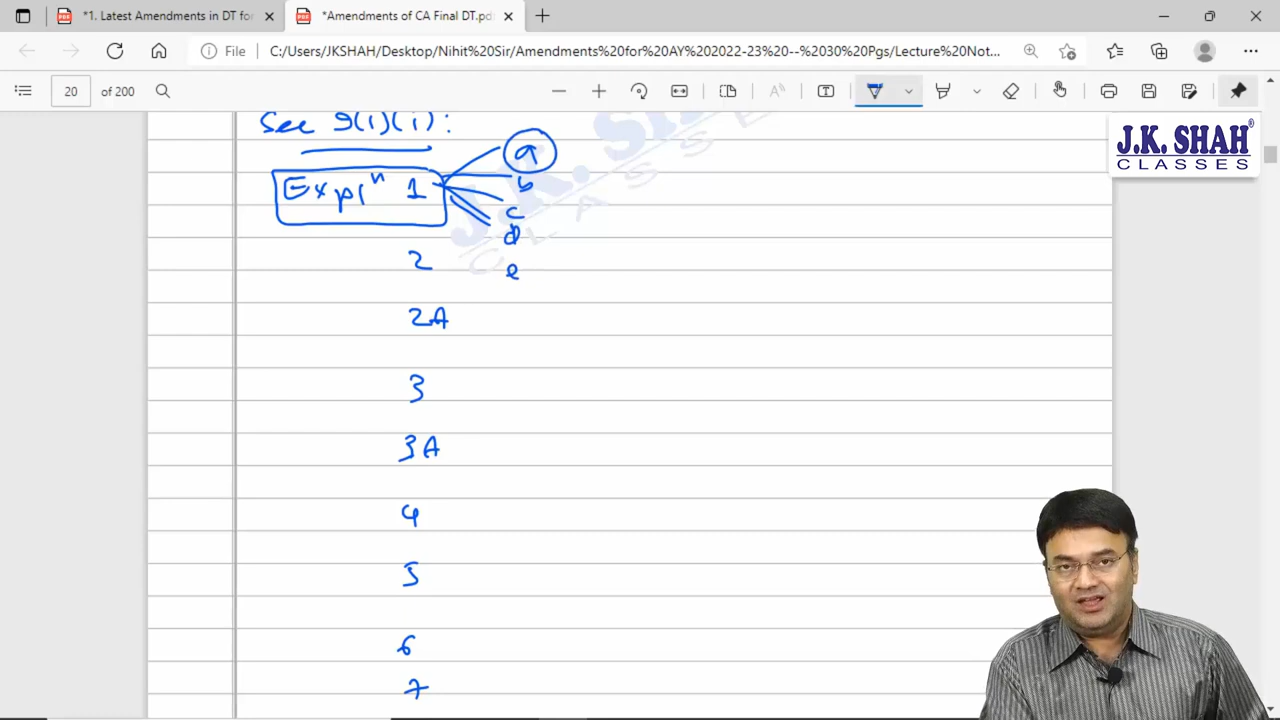 *1. Latest Amendments in DT for
*Amendments of CA Final DT.pdf
File
C:/Users/JKSHAH/Desktop/Nihit%20Sir/Amendments%20for%20AY%202022-23%20--%2030%20Pgs/Lecture%20Not...
20 of 200
J.K. SHAH®
CLASSES
Sec 9(1)(i):
Expln 1
a
b
c
d
e
2
2A
3
3A
4
5
6
7